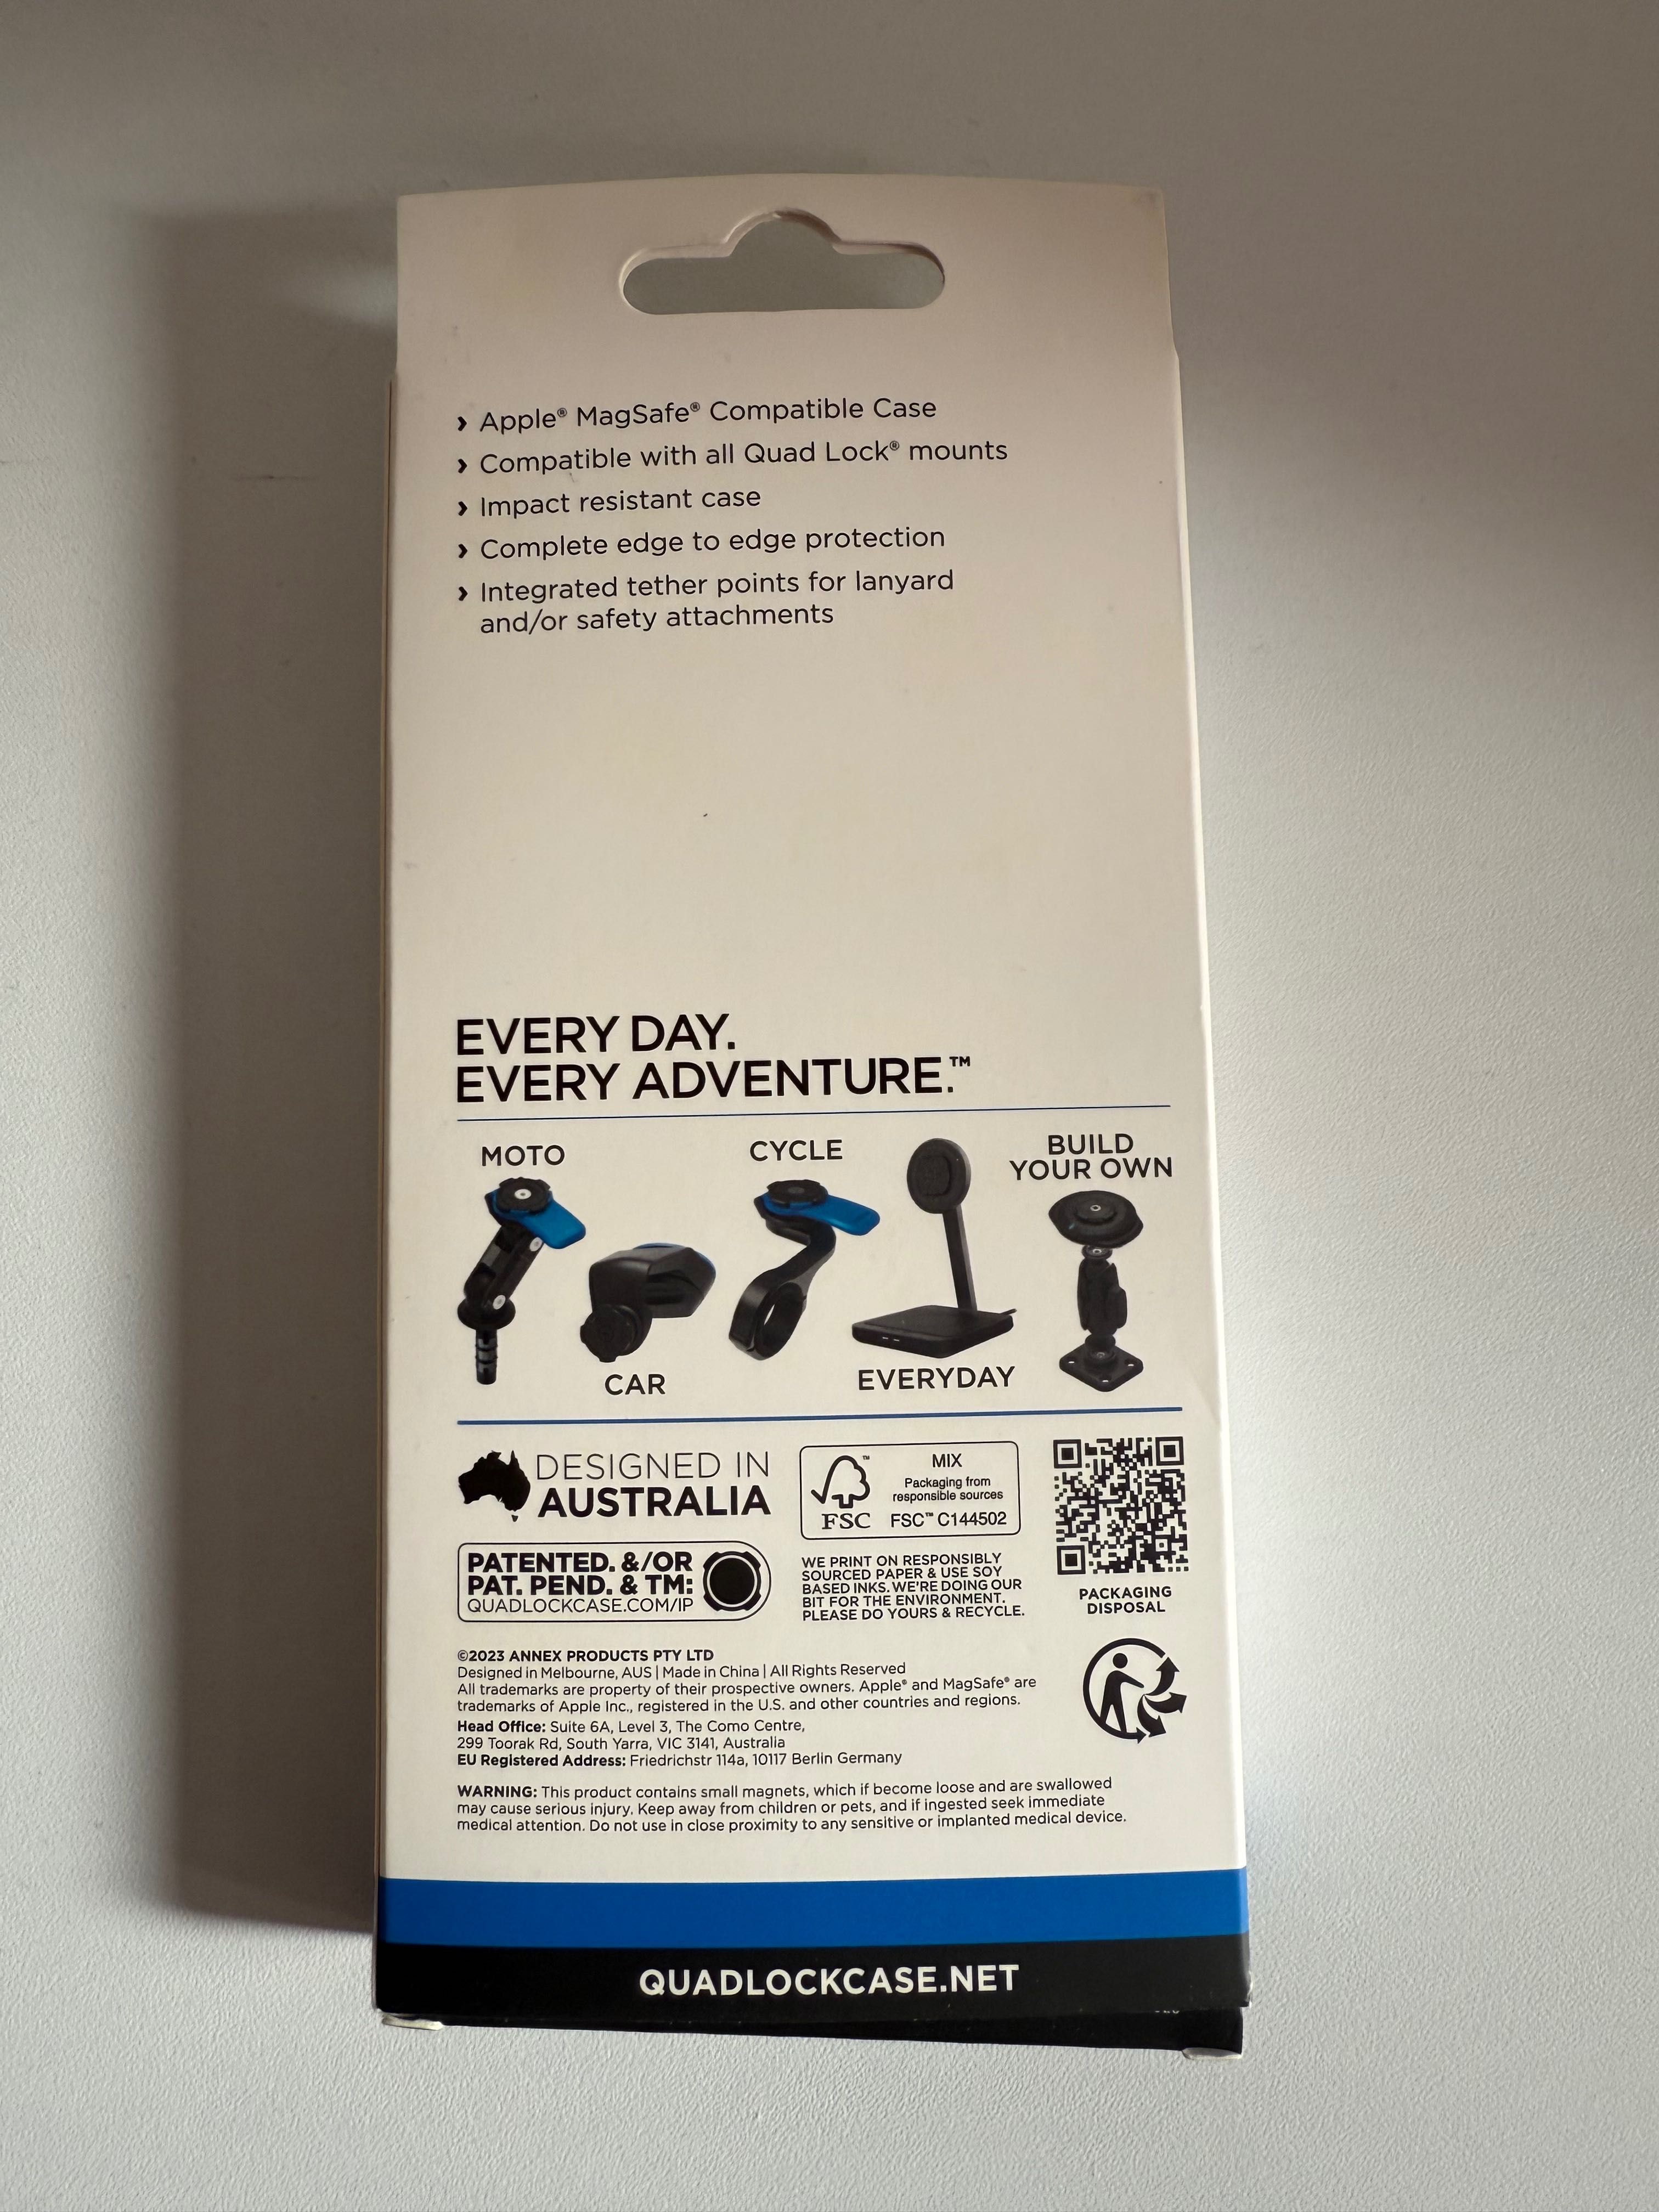 › Apple® MagSafe® Compatible Case
› Compatible with all Quad Lock® mounts
› Impact resistant case
› Complete edge to edge protection
› Integrated tether points for lanyard
and/or safety attachments
EVERY DAY.
EVERY ADVENTURE.™
MOTO
CAR
CYCLE
EVERYDAY
BUILD
YOUR OWN
DESIGNED IN
AUSTRALIA
PATENTED. &/OR
PAT. PEND. & TM:
QUADLOCKCASE.COM/IP
FSC
™
MIX
Packaging from
responsible sources
FSC™ C144502
WE PRINT ON RESPONSIBLY
SOURCED PAPER & USE SOY
BASED INKS. WE'RE DOING OUR
BIT FOR THE ENVIRONMENT.
PLEASE DO YOURS & RECYCLE.
PACKAGING
DISPOSAL
©2023 ANNEX PRODUCTS PTY LTD
Designed in Melbourne, AUS | Made in China | All Rights Reserved
All trademarks are property of their prospective owners. Apple® and MagSafe® are
trademarks of Apple Inc., registered in the U.S. and other countries and regions.
Head Office: Suite 6A, Level 3, The Como Centre,
299 Toorak Rd, South Yarra, VIC 3141, Australia
EU Registered Address: Friedrichstr 114a, 10117 Berlin Germany
WARNING: This product contains small magnets, which if become loose and are swallowed
may cause serious injury. Keep away from children or pets, and if ingested seek immediate
medical attention. Do not use in close proximity to any sensitive or implanted medical device.
QUADLOCKCASE.NET